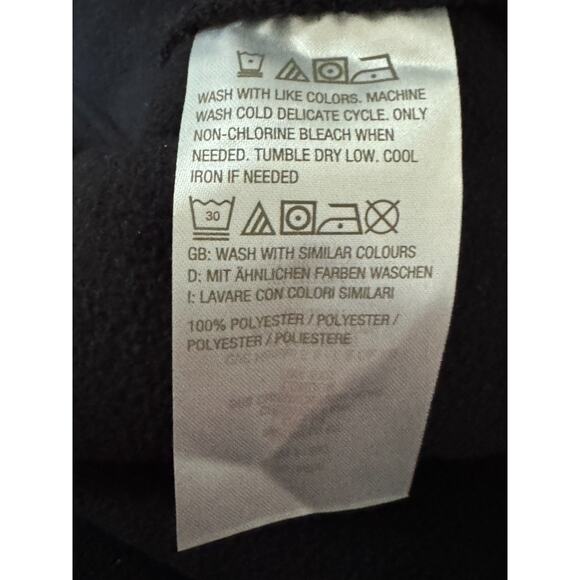 WASH WITH LIKE COLORS. MACHINE
WASH COLD DELICATE CYCLE. ONLY
NON-CHLORINE BLEACH WHEN
NEEDED. TUMBLE DRY LOW. COOL
IRON IF NEEDED
30
GB: WASH WITH SIMILAR COLOURS
D: MIT ÄHNLICHEN FARBEN WASCHEN
I: LAVARE CON COLORI SIMILARI
100% POLYESTER / POLYESTER /
POLYESTER / POLIESTERE